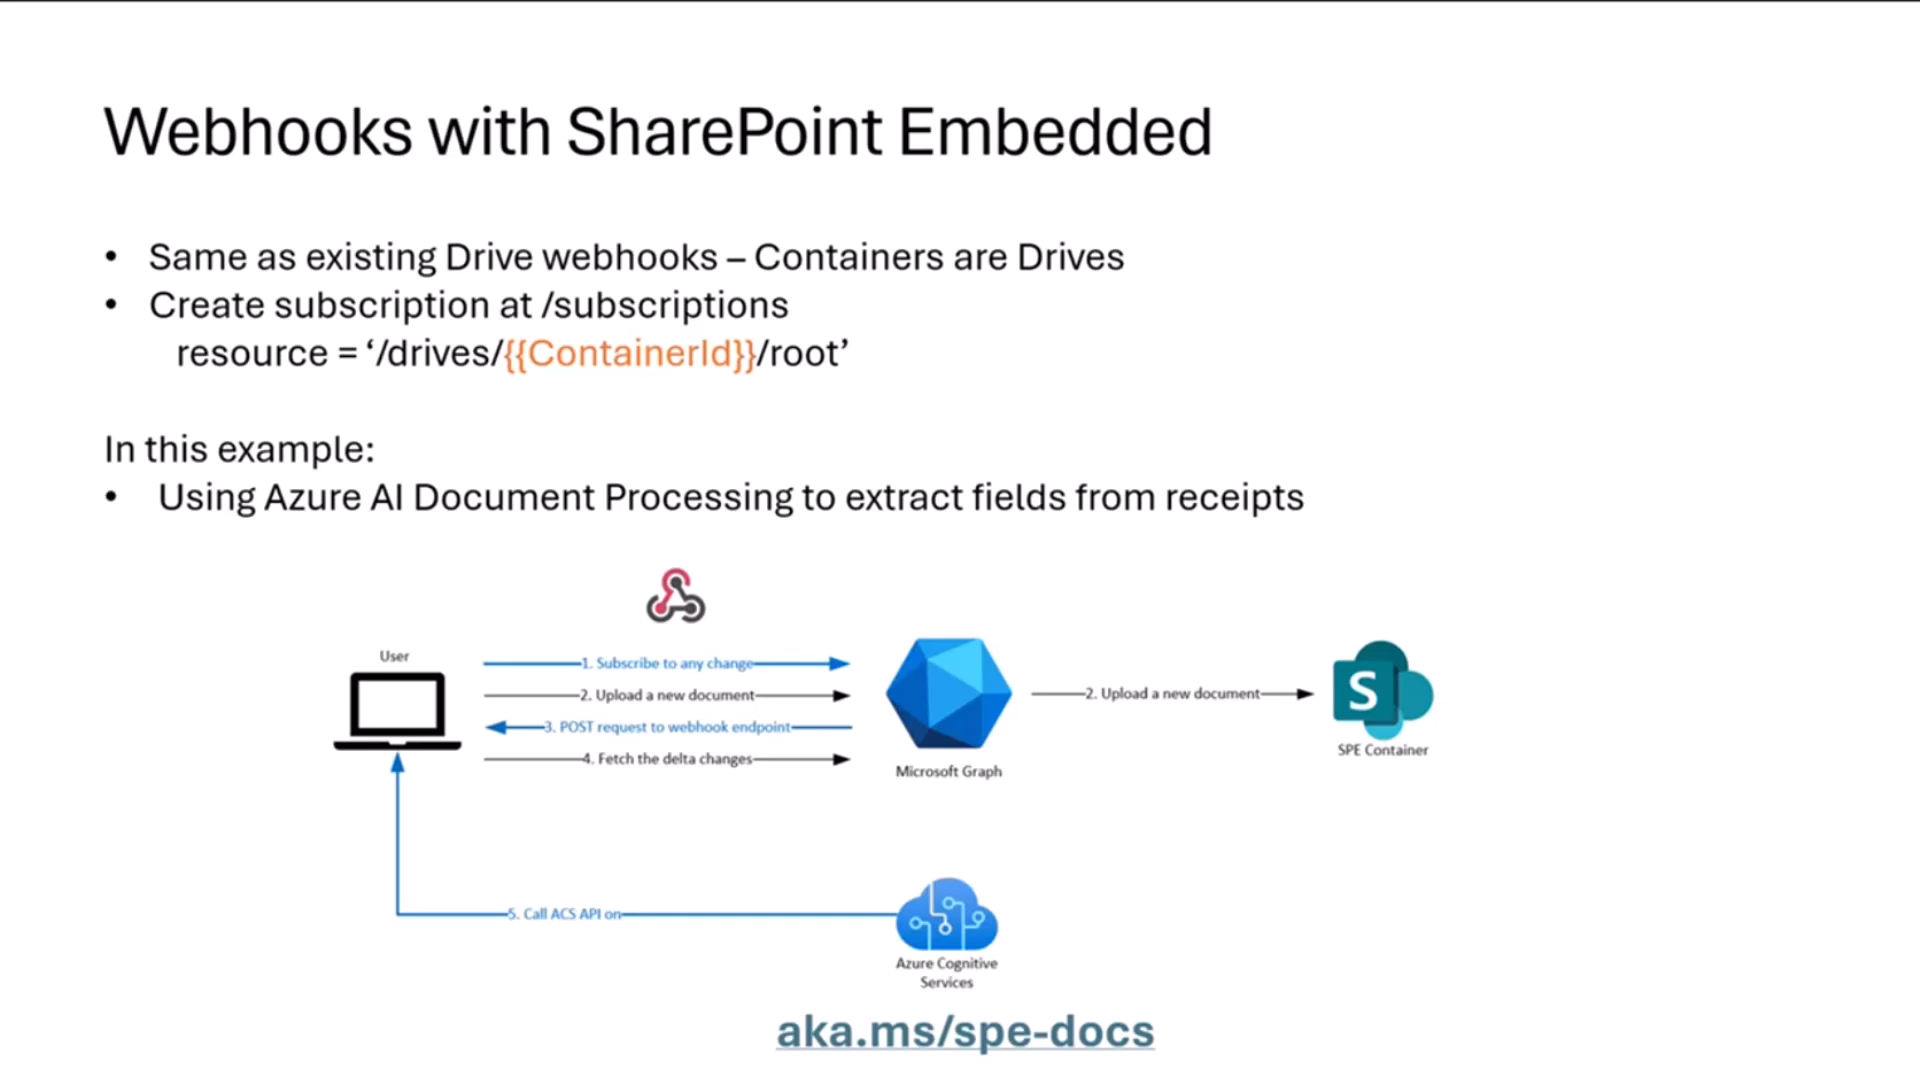 Webhooks with SharePoint Embedded
• Same as existing Drive webhooks – Containers are Drives
• Create subscription at /subscriptions
resource = ‘/drives/{{ContainerId}}/root’
In this example:
• Using Azure AI Document Processing to extract fields from receipts
User
1. Subscribe to any change
2. Upload a new document
3. POST request to webhook endpoint
4. Fetch the delta changes
Microsoft Graph
2. Upload a new document
S
SPE Container
5. Call ACS API on
Azure Cognitive
Services
aka.ms/spe-docs